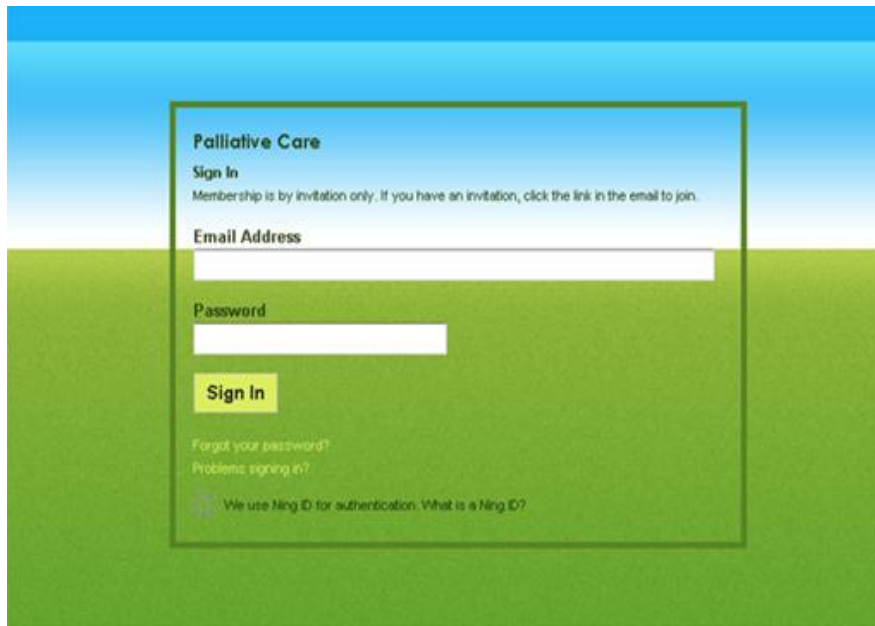 Palliative Care
Sign In
Membership is by invitation only. If you have an invitation, click the link in the email to join.
Email Address
Password
Sign In
Forgot your password?
Problems signing in?
We use Ning ID for authentication. What is a Ning ID?